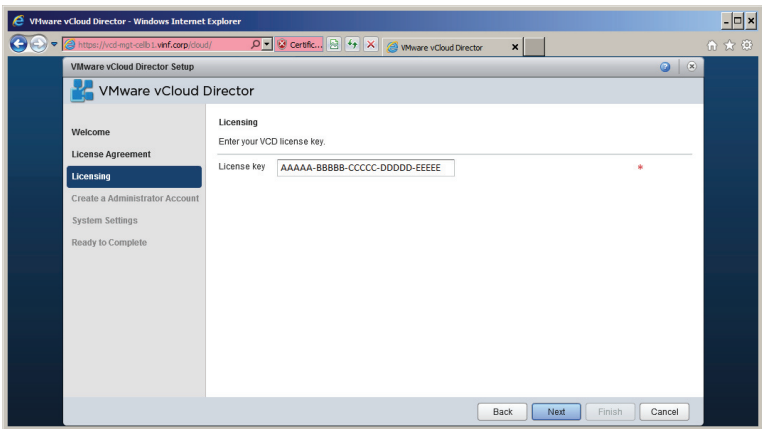 VMware vCloud Director - Windows Internet Explorer
https://vcd-mgt-cellb1.vinf.corp/cloud/ Certific... VMware vCloud Director
VMware vCloud Director Setup
VMware vCloud Director
Welcome
License Agreement
Licensing
Create a Administrator Account
System Settings
Ready to Complete
Licensing
Enter your VCD license key.
License key AAAAA-BBBBB-CCCCC-DDDDD-EEEEE *
Back Next Finish Cancel